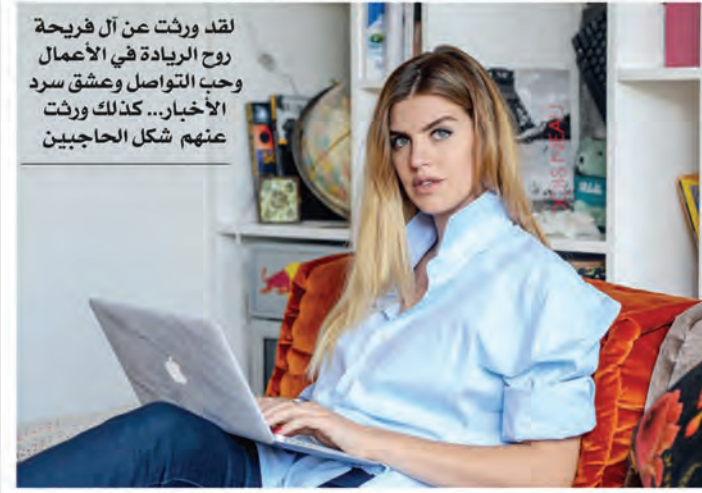 لقد ورثت عن آل فريحة
روح الريادة في الأعمال
وحب التواصل وعشق سرد
الأخبار... كذلك ورثت
عنهم شكل الحاجبين